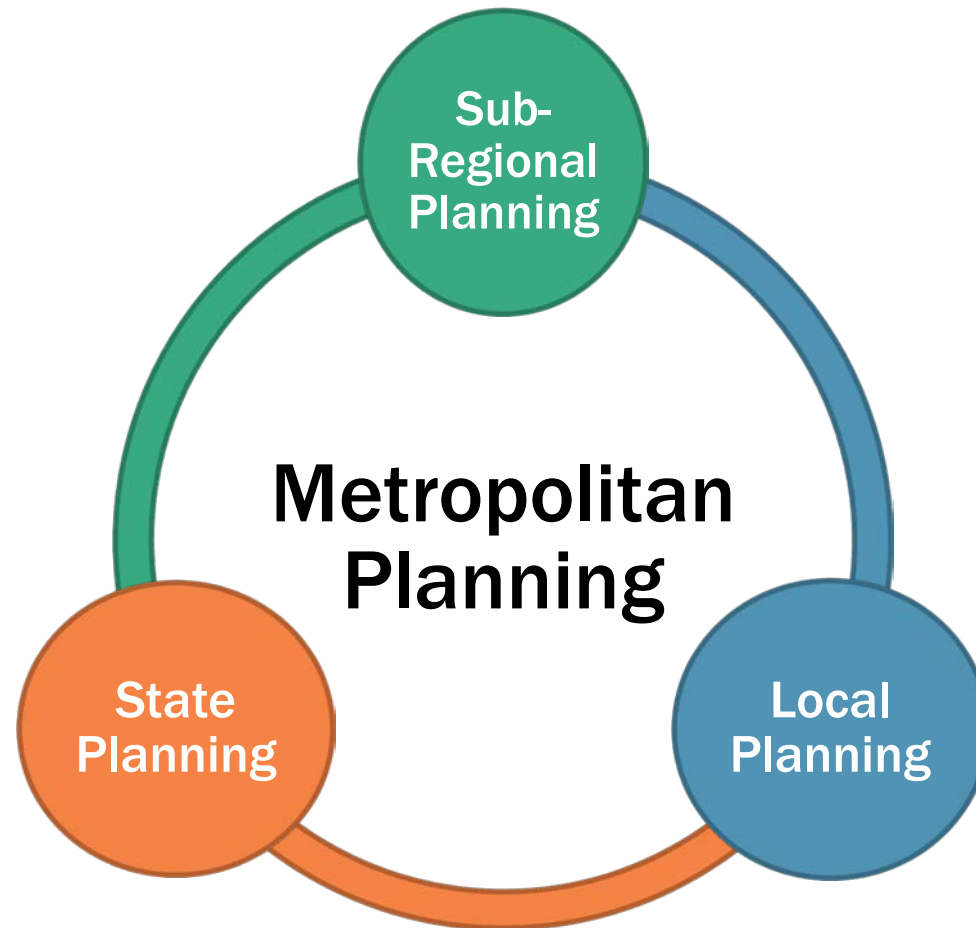 Sub-
Regional
Planning
Metropolitan
Planning
State
Planning
Local
Planning